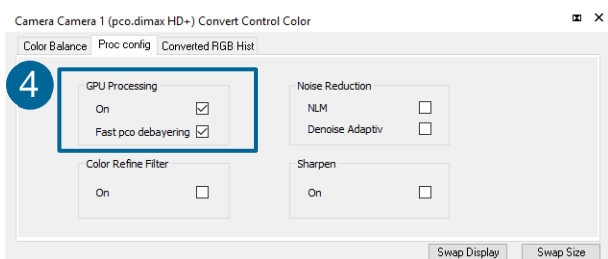 Camera Camera 1 (pco.dimax HD+) Convert Control Color
Color Balance Proc config Converted RGB Hist
4
GPU Processing
On
Fast pco debayering
Noise Reduction
NLM
Denoise Adaptiv
Color Refine Filter
On
Sharpen
On
Swap Display Swap Size